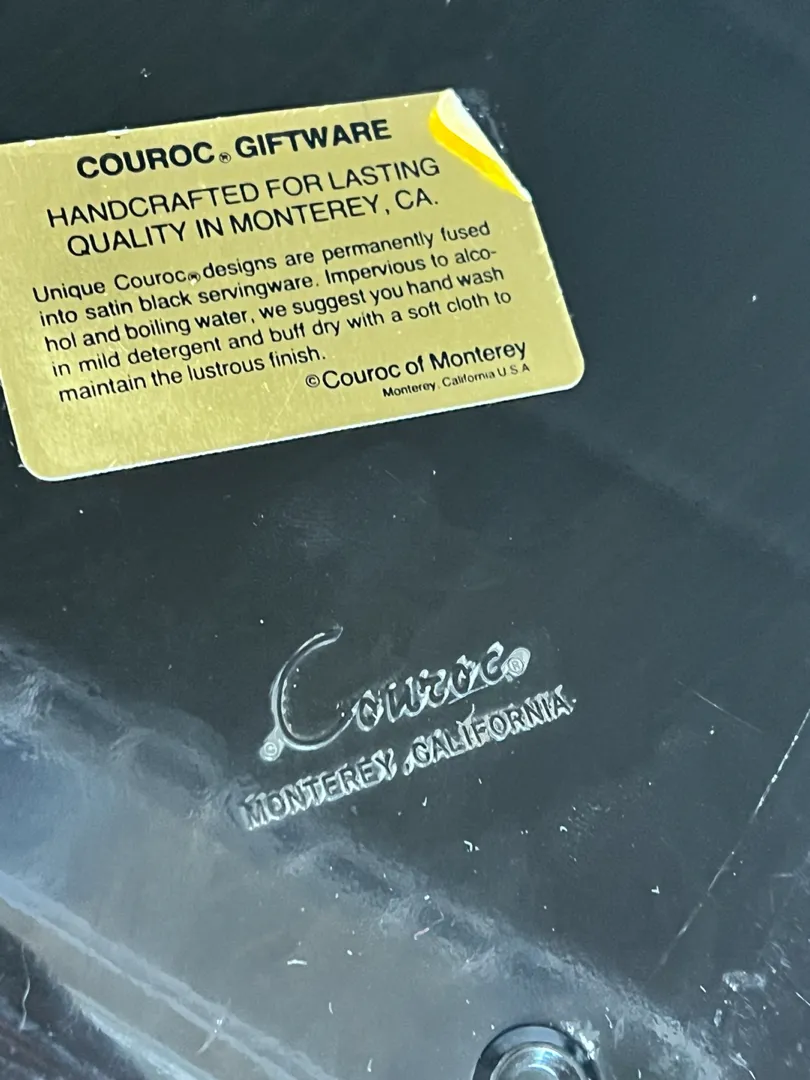 COUROC® GIFTWARE
HANDCRAFTED FOR LASTING
QUALITY IN MONTEREY, CA.
Unique Couroc® designs are permanently fused
into satin black servingware. Impervious to alco-
hol and boiling water, we suggest you hand wash
in mild detergent and buff dry with a soft cloth to
maintain the lustrous finish.
©Couroc of Monterey
Monterey, California U.S.A
Couroc®
©
MONTEREY, CALIFORNIA